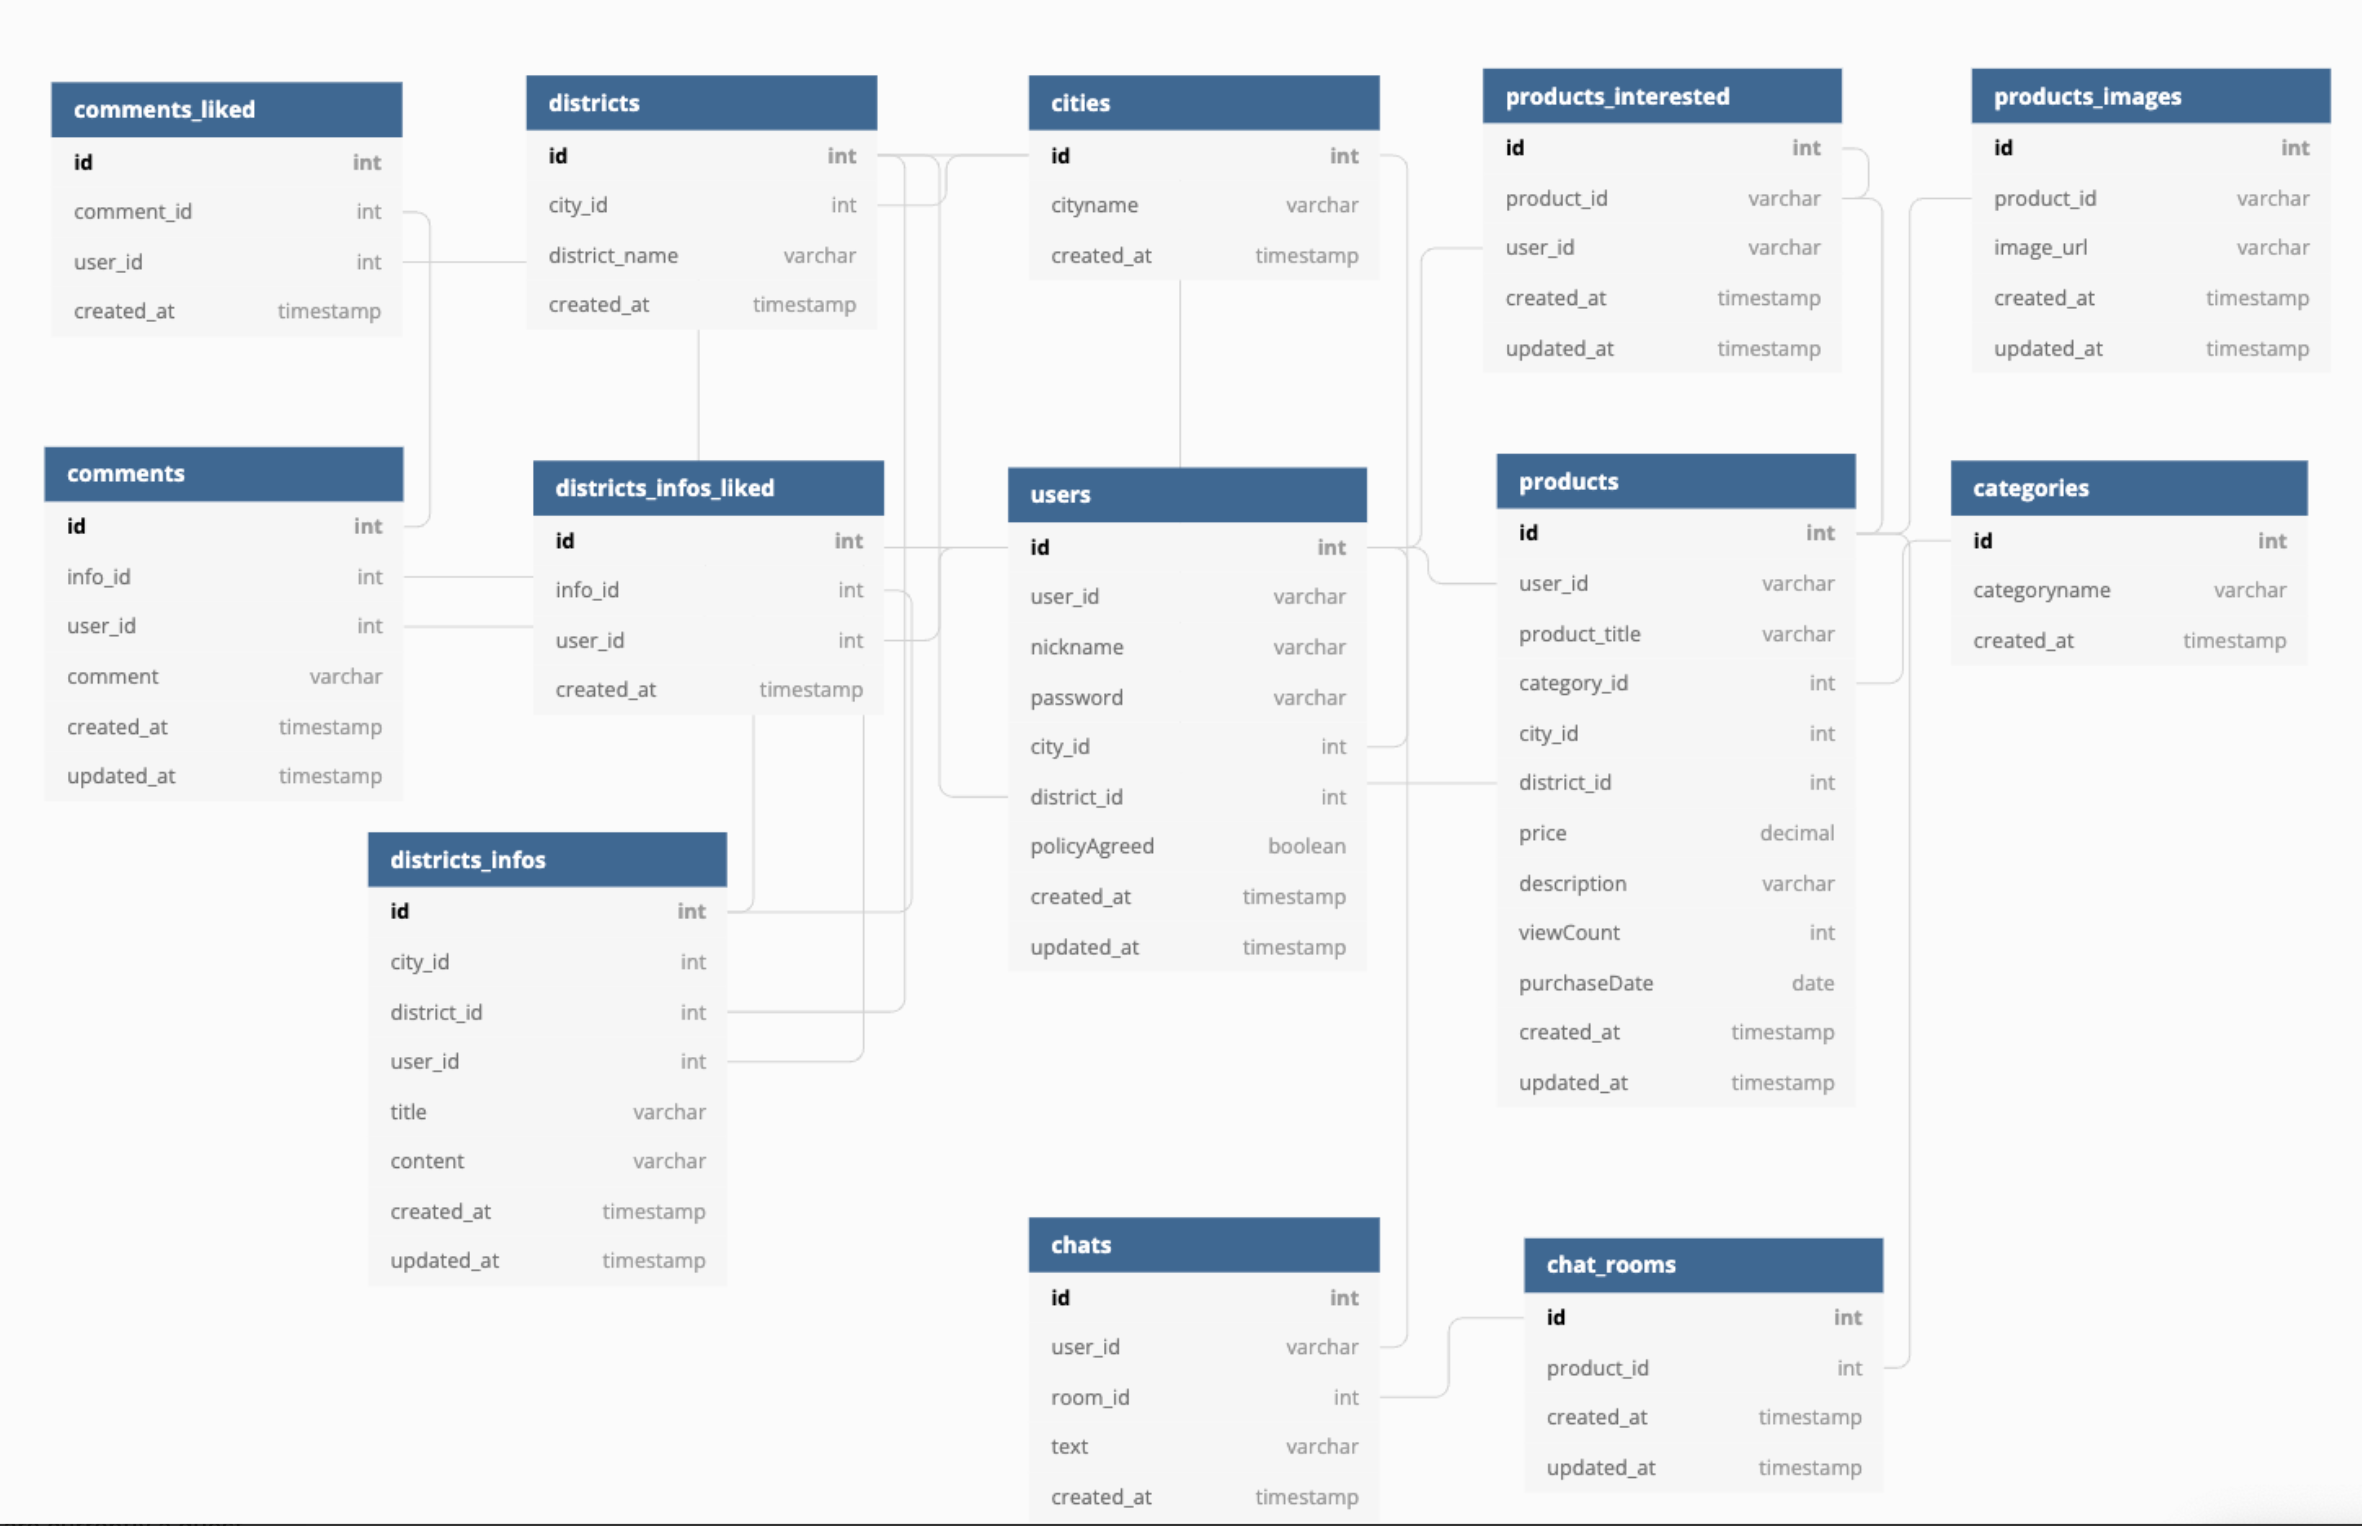 comments_liked
id int
comment_id int
user_id int
created_at timestamp
districts
id int
city_id int
district_name varchar
created_at timestamp
cities
id int
cityname varchar
created_at timestamp
products_interested
id int
product_id varchar
user_id varchar
created_at timestamp
updated_at timestamp
products_images
id int
product_id varchar
image_url varchar
created_at timestamp
updated_at timestamp
comments
id int
info_id int
user_id int
comment varchar
created_at timestamp
updated_at timestamp
districts_infos_liked
id int
info_id int
user_id int
created_at timestamp
users
id int
user_id varchar
nickname varchar
password varchar
city_id int
district_id int
policyAgreed boolean
created_at timestamp
updated_at timestamp
products
id int
user_id varchar
product_title varchar
category_id int
city_id int
district_id int
price decimal
description varchar
viewCount int
purchaseDate date
created_at timestamp
updated_at timestamp
categories
id int
categoryname varchar
created_at timestamp
districts_infos
id int
city_id int
district_id int
user_id int
title varchar
content varchar
created_at timestamp
updated_at timestamp
chats
id int
user_id varchar
room_id int
text varchar
created_at timestamp
chat_rooms
id int
product_id int
created_at timestamp
updated_at timestamp